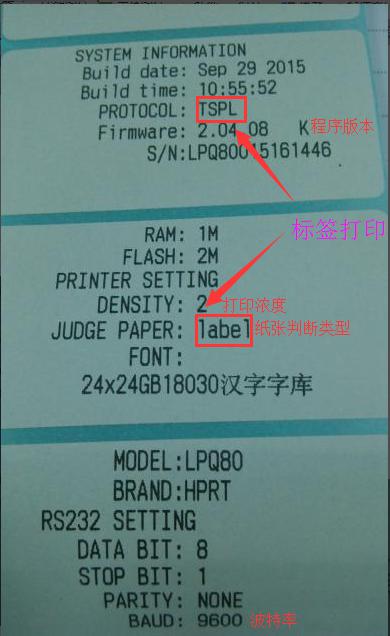 SYSTEM INFORMATION
Build date: Sep 29 2015
Build time: 10:55:52
PROTOCOL: TSPL
Firmware: 2.04.08 K程序版本
S/N:LPQ80015161446
RAM: 1M 标签打印
FLASH: 2M
PRINTER SETTING
DENSITY: 2 打印浓度
JUDGE PAPER: label 纸张判断类型
FONT:
24x24GB18030汉字字库
MODEL:LPQ80
BRAND:HPRT
RS232 SETTING
DATA BIT: 8
STOP BIT: 1
PARITY: NONE
BAUD: 9600 波特率